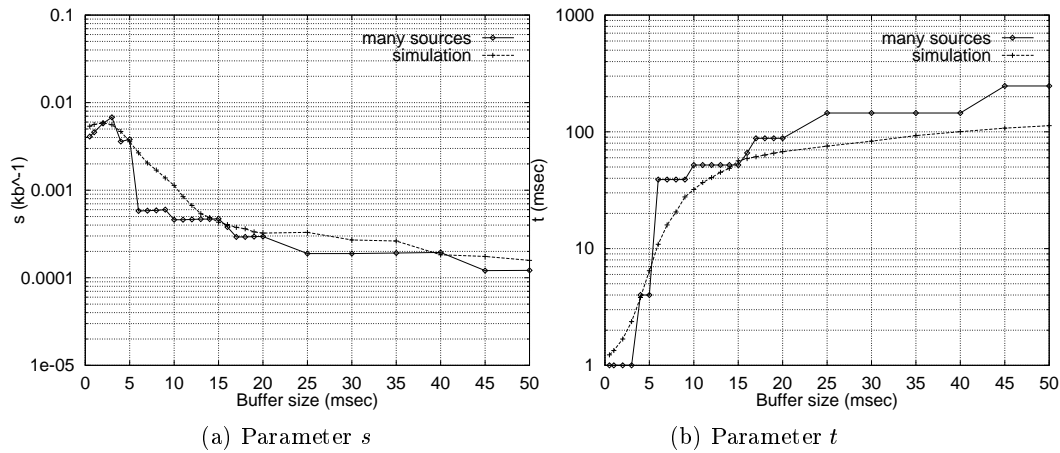 0.1
0.01
0.001
0.0001
1e-05
s (kb^-1)
many sources
simulation
0 5 10 15 20 25 30 35 40 45 50
Buffer size (msec)
(a) Parameter s
1000
100
10
1
t (msec)
many sources
simulation
0 5 10 15 20 25 30 35 40 45 50
Buffer size (msec)
(b) Parameter t